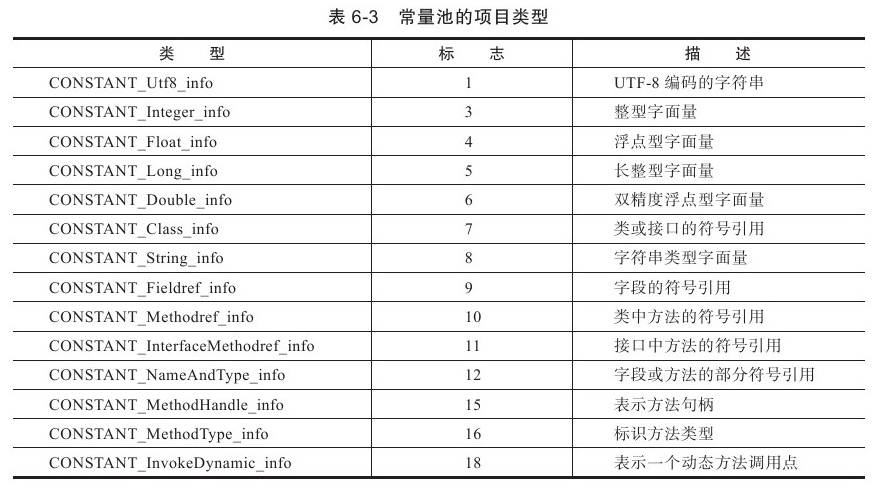 表 6-3 常量池的项目类型
类 型 标 志 描 述
CONSTANT_Utf8_info 1 UTF-8 编码的字符串
CONSTANT_Integer_info 3 整型字面量
CONSTANT_Float_info 4 浮点型字面量
CONSTANT_Long_info 5 长整型字面量
CONSTANT_Double_info 6 双精度浮点型字面量
CONSTANT_Class_info 7 类或接口的符号引用
CONSTANT_String_info 8 字符串类型字面量
CONSTANT_Fieldref_info 9 字段的符号引用
CONSTANT_Methodref_info 10 类中方法的符号引用
CONSTANT_InterfaceMethodref_info 11 接口中方法的符号引用
CONSTANT_NameAndType_info 12 字段或方法的部分符号引用
CONSTANT_MethodHandle_info 15 表示方法句柄
CONSTANT_MethodType_info 16 标识方法类型
CONSTANT_InvokeDynamic_info 18 表示一个动态方法调用点